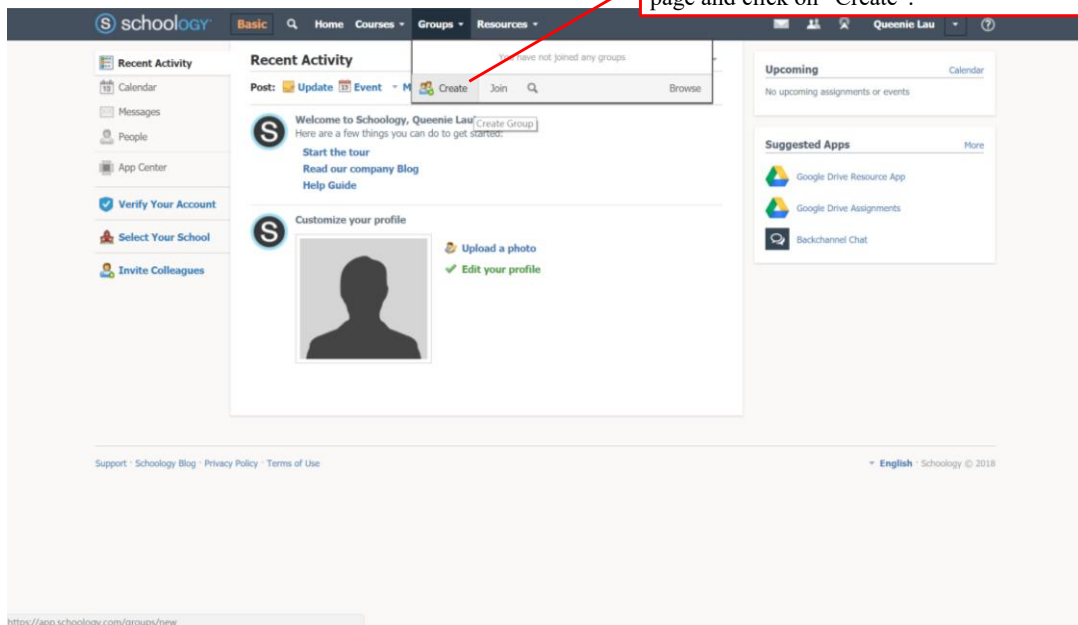 page and click on "Create".
S schoology Basic Home Courses Groups Resources Queenie Lau
Recent Activity
Calendar
Messages
People
App Center
Verify Your Account
Select Your School
Invite Colleagues
Recent Activity
Post: Update Event M
You have not joined any groups
Create Join Browse
Create Group
Welcome to Schoology, Queenie Lau
Here are a few things you can do to get started:
Start the tour
Read our company Blog
Help Guide
Customize your profile
Upload a photo
Edit your profile
Upcoming Calendar
No upcoming assignments or events
Suggested Apps More
Google Drive Resource App
Google Drive Assignments
Backchannel Chat
Support · Schoology Blog · Privacy Policy · Terms of Use
English · Schoology © 2018
https://app.schoology.com/groups/new